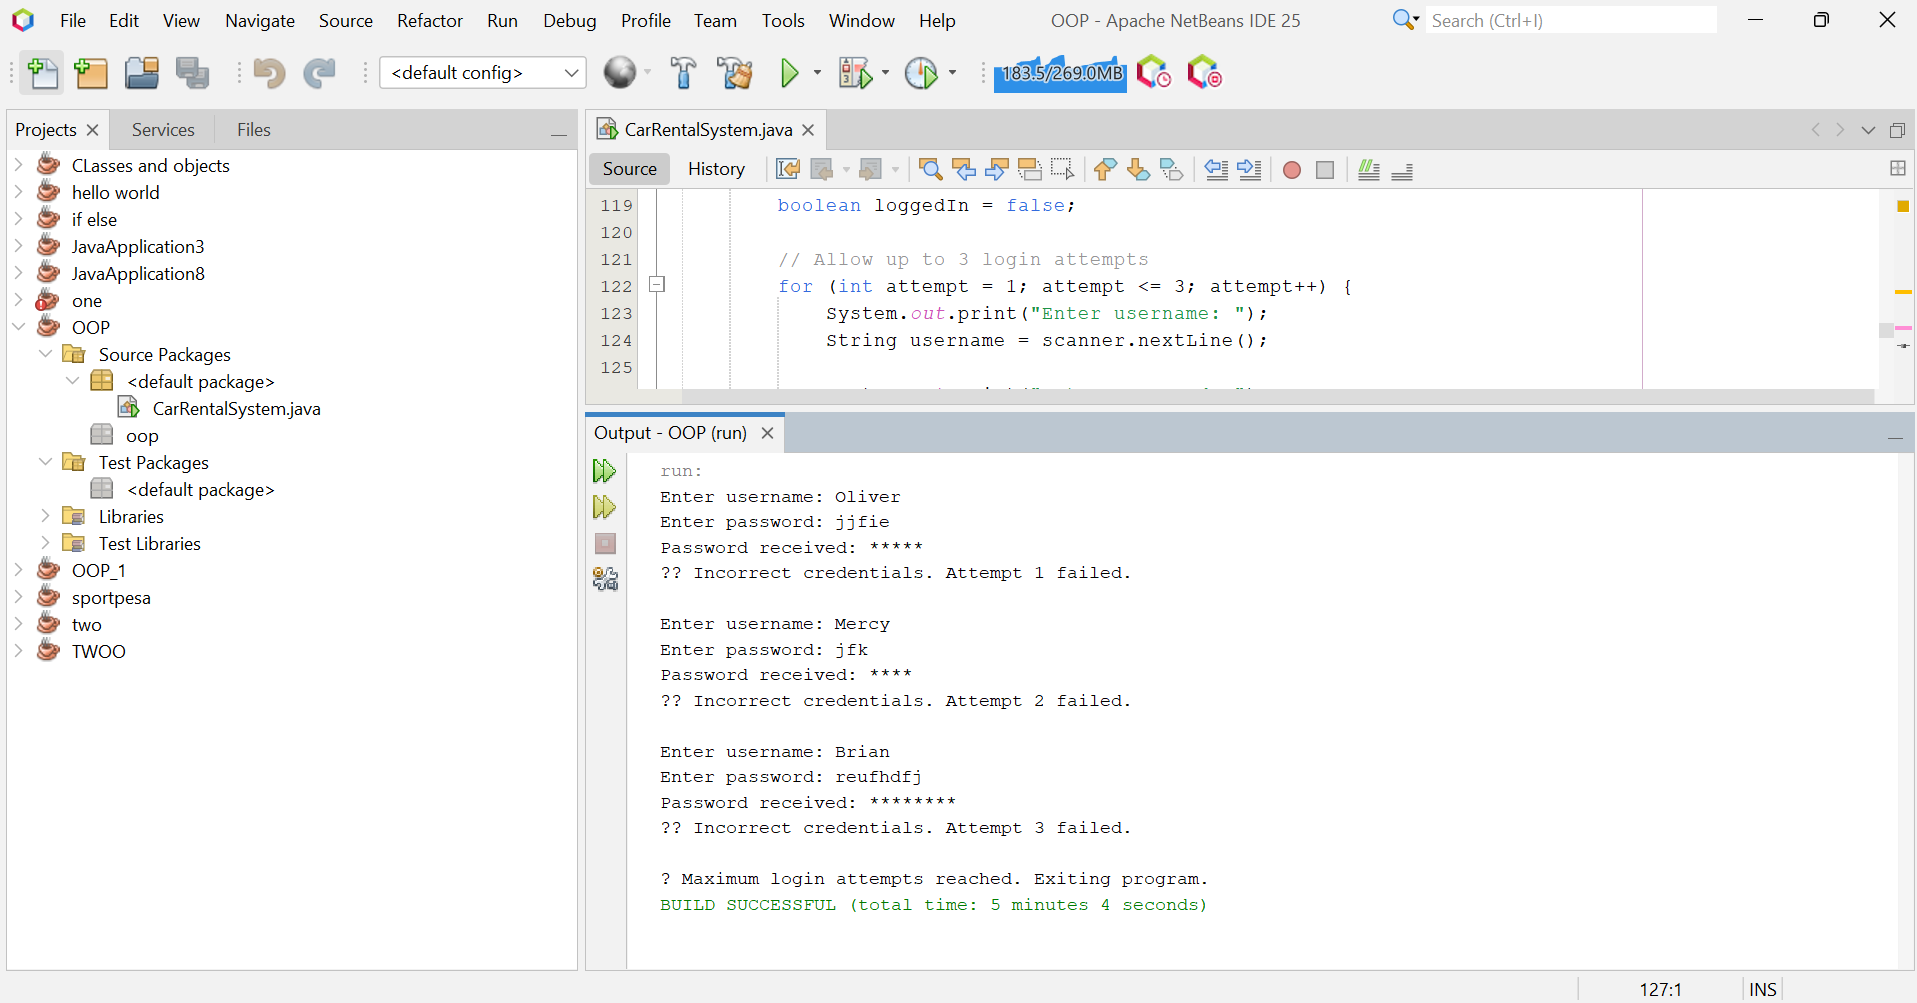 File Edit View Navigate Source Refactor Run Debug Profile Team Tools Window Help OOP - Apache NetBeans IDE 25 Search (Ctrl+I)
<default config> 183.5/269.0MB
Projects Services Files
CLasses and objects
hello world
if else
JavaApplication3
JavaApplication8
one
OOP
Source Packages
<default package>
CarRentalSystem.java
oop
Test Packages
<default package>
Libraries
Test Libraries
OOP_1
sportpesa
two
TWOO
CarRentalSystem.java
Source History
119 boolean loggedIn = false;
120
121 // Allow up to 3 login attempts
122 for (int attempt = 1; attempt <= 3; attempt++) {
123 System.out.print("Enter username: ");
124 String username = scanner.nextLine();
125
Output - OOP (run)
run:
Enter username: Oliver
Enter password: jjfie
Password received: *****
?? Incorrect credentials. Attempt 1 failed.
Enter username: Mercy
Enter password: jfk
Password received: ****
?? Incorrect credentials. Attempt 2 failed.
Enter username: Brian
Enter password: reufhdfj
Password received: ********
?? Incorrect credentials. Attempt 3 failed.
? Maximum login attempts reached. Exiting program.
BUILD SUCCESSFUL (total time: 5 minutes 4 seconds)
127:1 INS